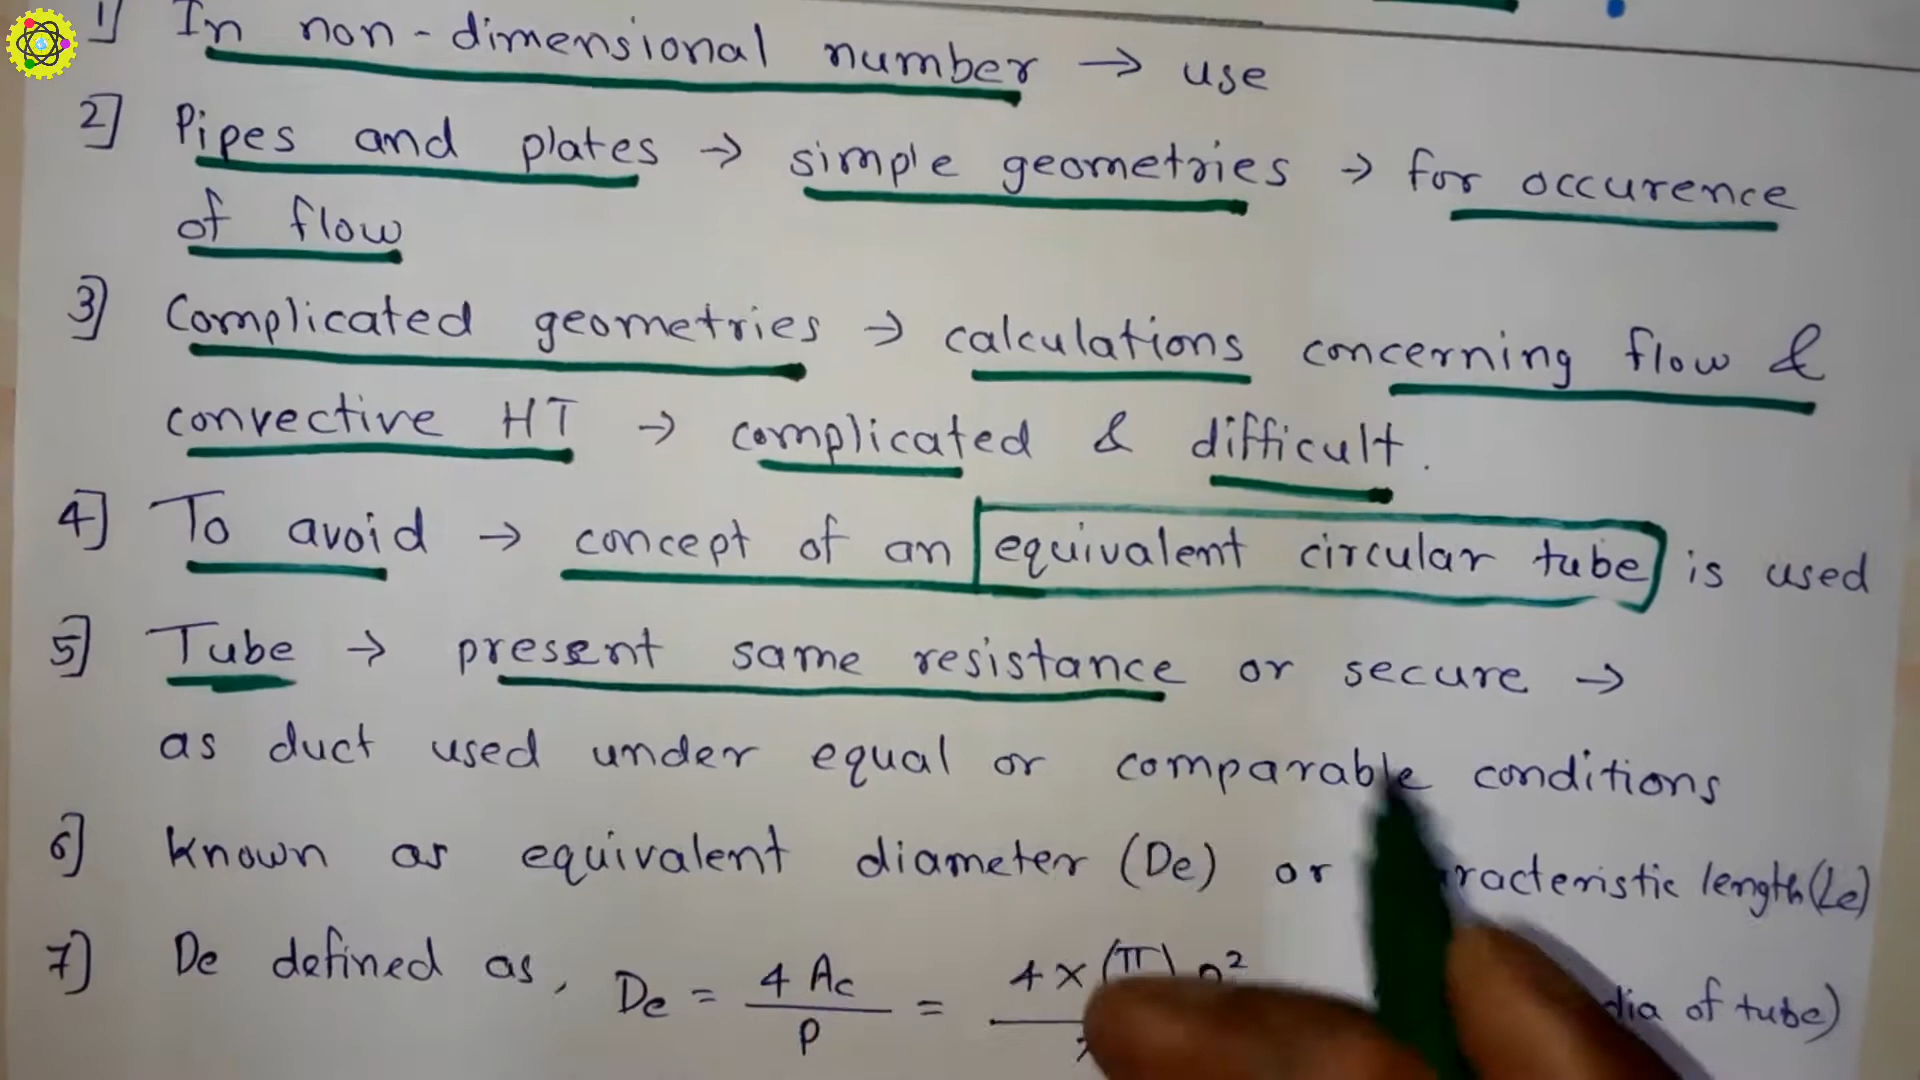 1] In non-dimensional number → use
2] Pipes and plates → simple geometries → for occurence
of flow
3] Complicated geometries → calculations concerning flow &
convective HT → complicated & difficult.
4] To avoid → concept of an equivalent circular tube is used
5] Tube → present same resistance or secure →
as duct used under equal or comparable conditions
6] Known as equivalent diameter (De) or racteristic length (Le)
7] De defined as, De = 4 Ac / P = 4 × (π) D² dia of tube)